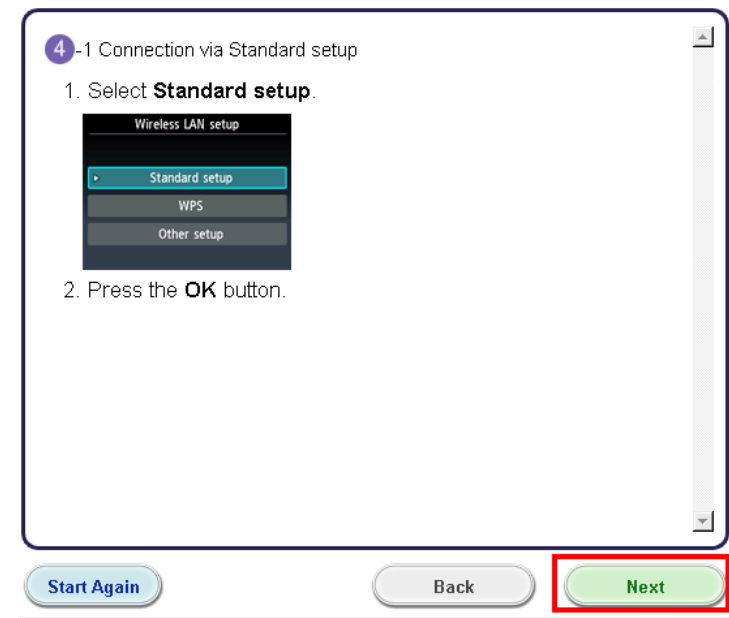 4-1 Connection via Standard setup
1. Select Standard setup.
Wireless LAN setup
Standard setup
WPS
Other setup
2. Press the OK button.
Start Again
Back
Next